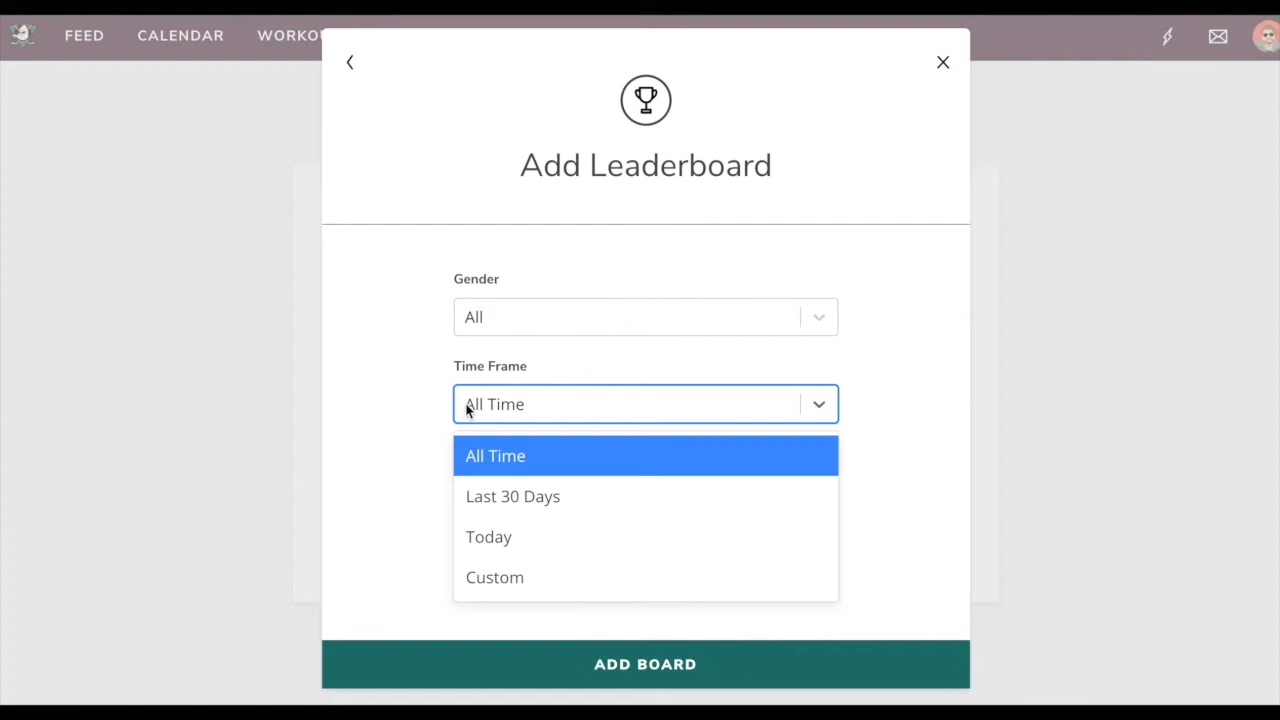 FEED CALENDAR
Add Leaderboard
Gender
All
Time Frame
All Time
All Time
Last 30 Days
Today
Custom
ADD BOARD